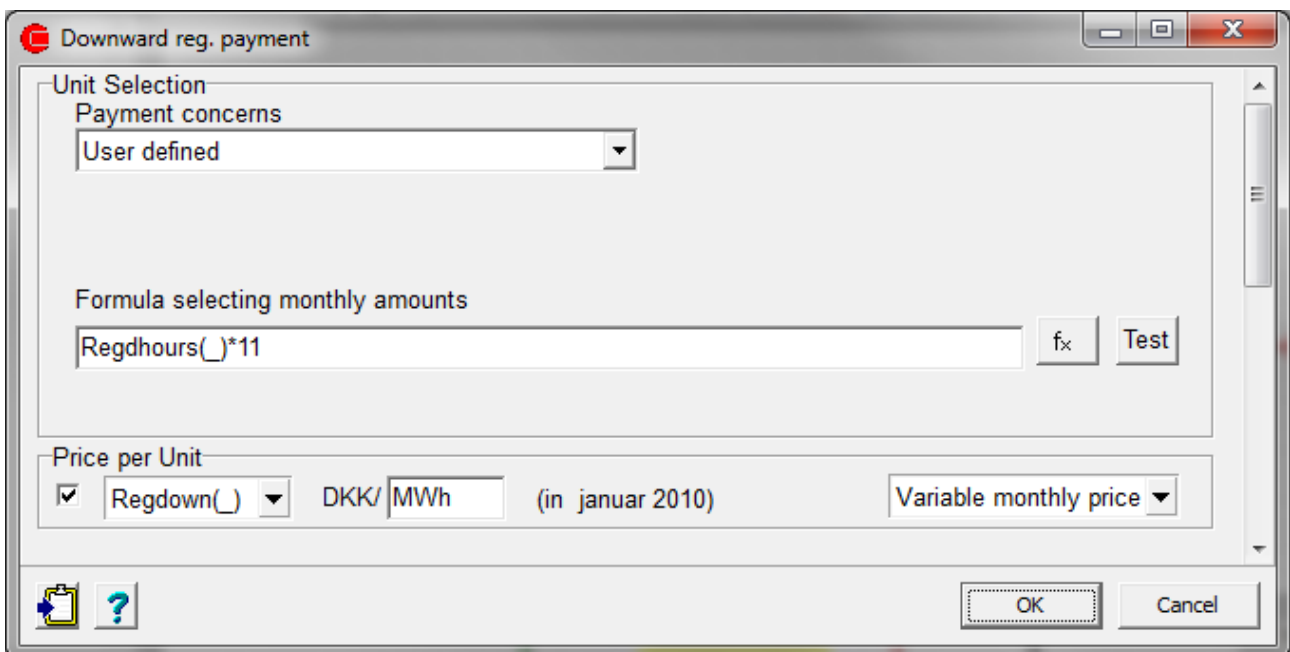 Downward reg. payment
Unit Selection
Payment concerns
User defined
Formula selecting monthly amounts
Regdhours(_)*11
fx
Test
Price per Unit
Regdown(_) DKK/ MWh (in januar 2010) Variable monthly price
?
OK Cancel